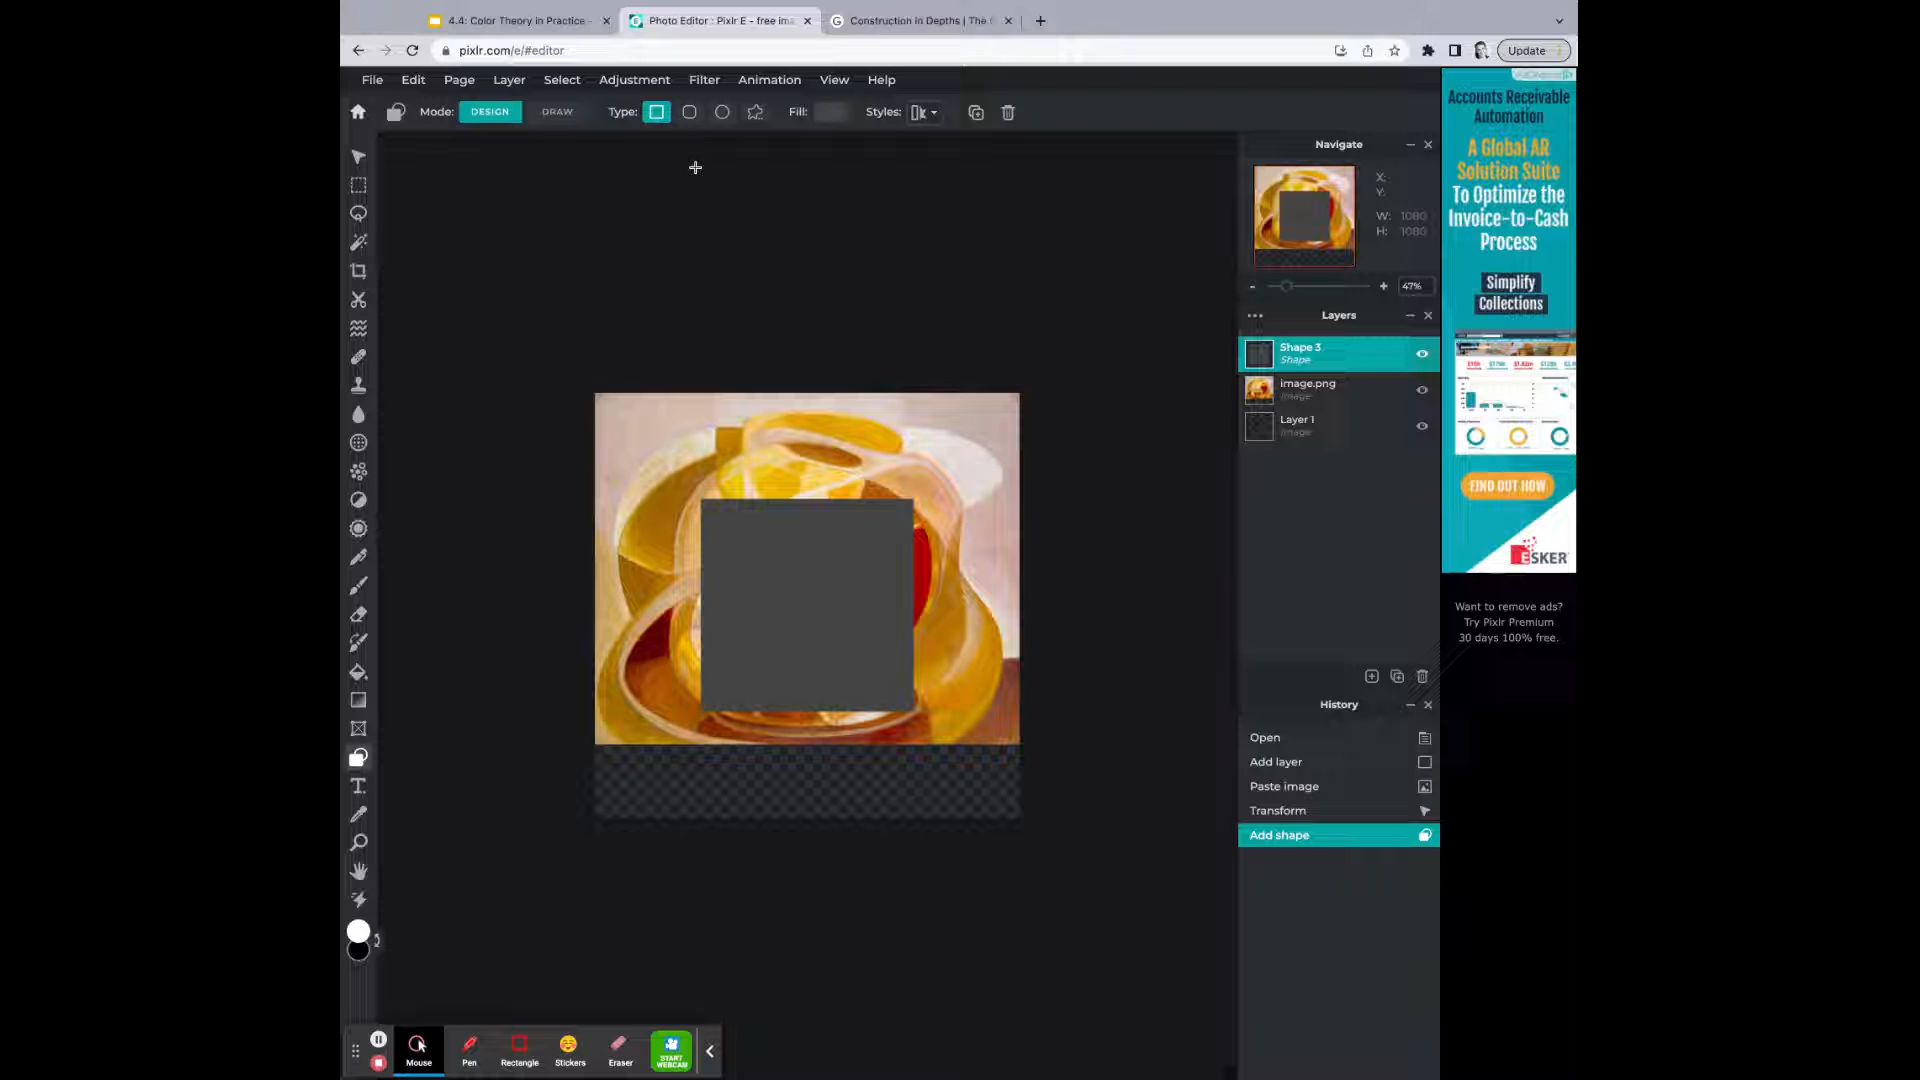 4.4: Color Theory in Practice -
Photo Editor : Pixlr E - free ima
Construction in Depths | The
pixlr.com/e/#editor
Update
File Edit Page Layer Select Adjustment Filter Animation View Help
Mode: DESIGN DRAW Type: Fill: Styles:
Navigate
X:
Y:
W: 1080
H: 1080
47%
Layers
Shape 3
Shape
image.png
Image
Layer 1
Image
History
Open
Add layer
Paste image
Transform
Add shape
Accounts Receivable
Automation
A Global AR
Solution Suite
To Optimize the
Invoice-to-Cash
Process
Simplify
Collections
FIND OUT HOW
ESKER
Want to remove ads?
Try Pixlr Premium
30 days 100% free.
Mouse Pen Rectangle Stickers Eraser START
WEBCAM